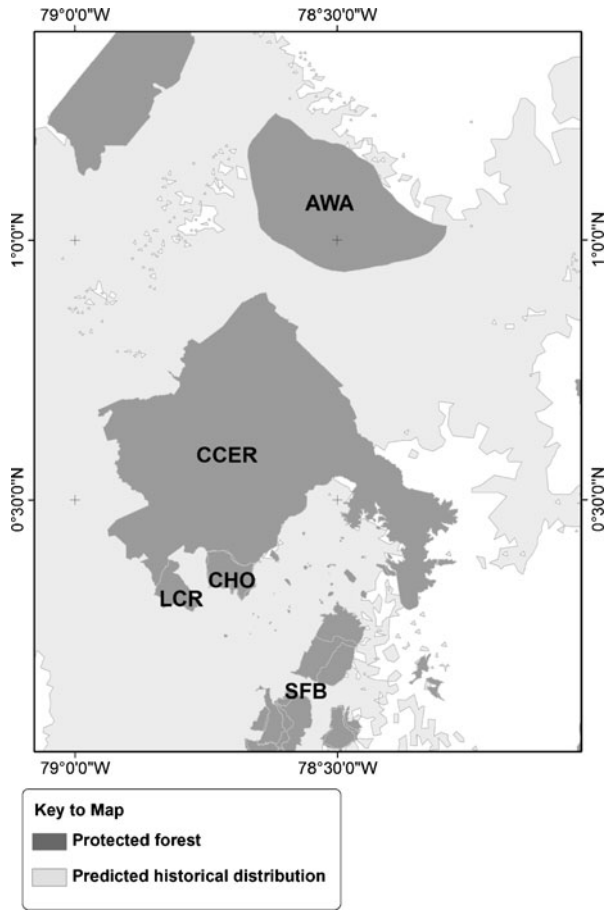 79°0'0"W 78°30'0"W
AWA
1°0'0"N 1°0'0"N
CCER
0°30'0"N 0°30'0"N
CHO
LCR
SFB
79°0'0"W 78°30'0"W
Key to Map
Protected forest
Predicted historical distribution